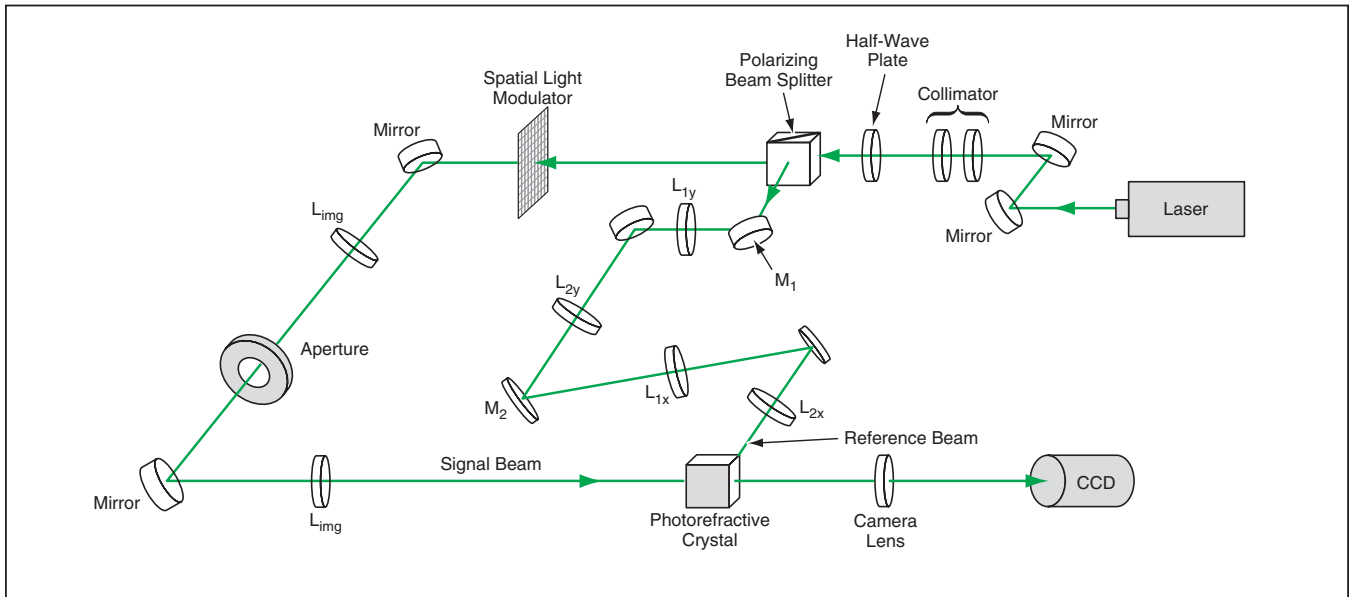 Half-Wave
Plate
Polarizing
Beam Splitter
Collimator
Spatial Light
Modulator
Mirror
Mirror
L1y
Limg
Laser
Mirror
M1
L2y
Aperture
M2
L1x
L2x
Reference Beam
Signal Beam
CCD
Mirror
Limg
Photorefractive
Crystal
Camera
Lens